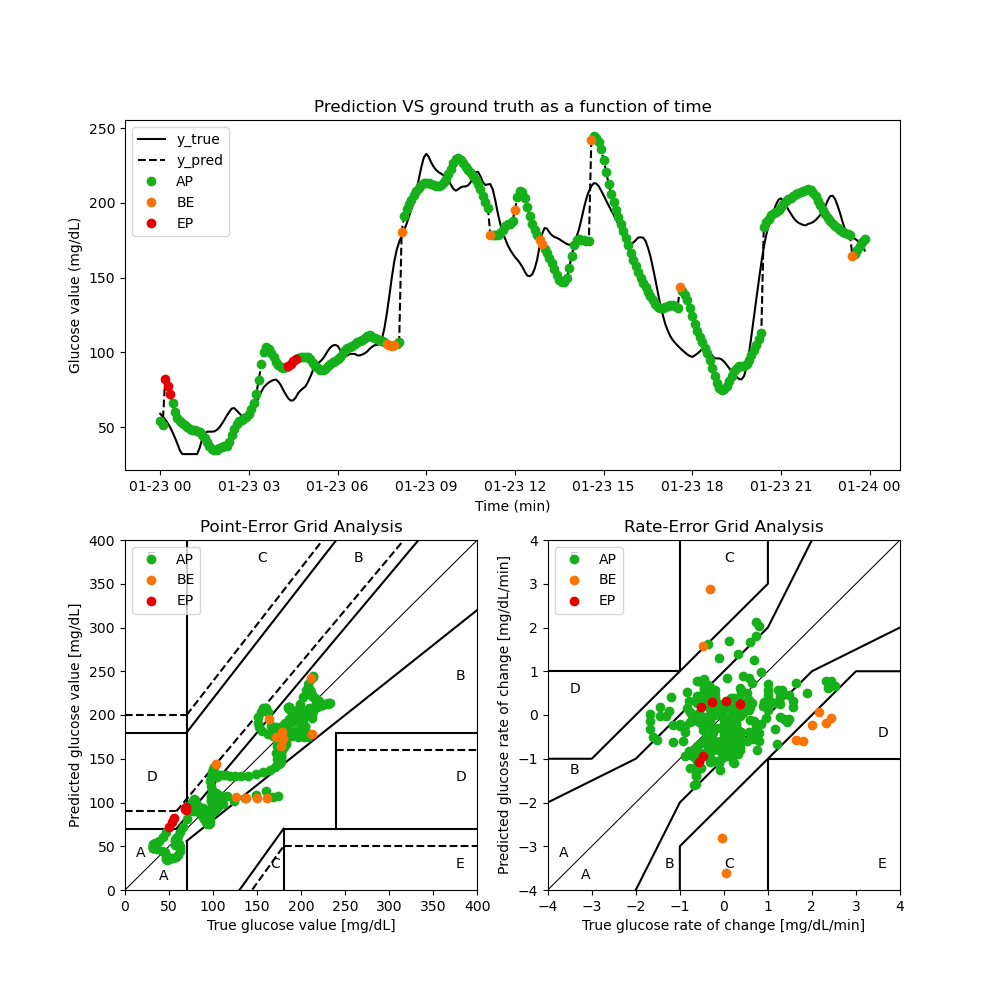 Prediction VS ground truth as a function of time
Glucose value (mg/dL)
250
200
150
100
50
y_true
y_pred
AP
BE
EP
01-23 00 01-23 03 01-23 06 01-23 09 01-23 12 01-23 15 01-23 18 01-23 21 01-24 00
Time (min)
Point-Error Grid Analysis
Predicted glucose value [mg/dL]
400
350
300
250
200
150
100
50
0
AP
BE
EP
C
B
B
D
D
A
A
C
E
0 50 100 150 200 250 300 350 400
True glucose value [mg/dL]
Rate-Error Grid Analysis
Predicted glucose rate of change [mg/dL/min]
4
3
2
1
0
−1
−2
−3
−4
AP
BE
EP
C
D
D
B
A
A
B
C
E
−4 −3 −2 −1 0 1 2 3 4
True glucose rate of change [mg/dL/min]